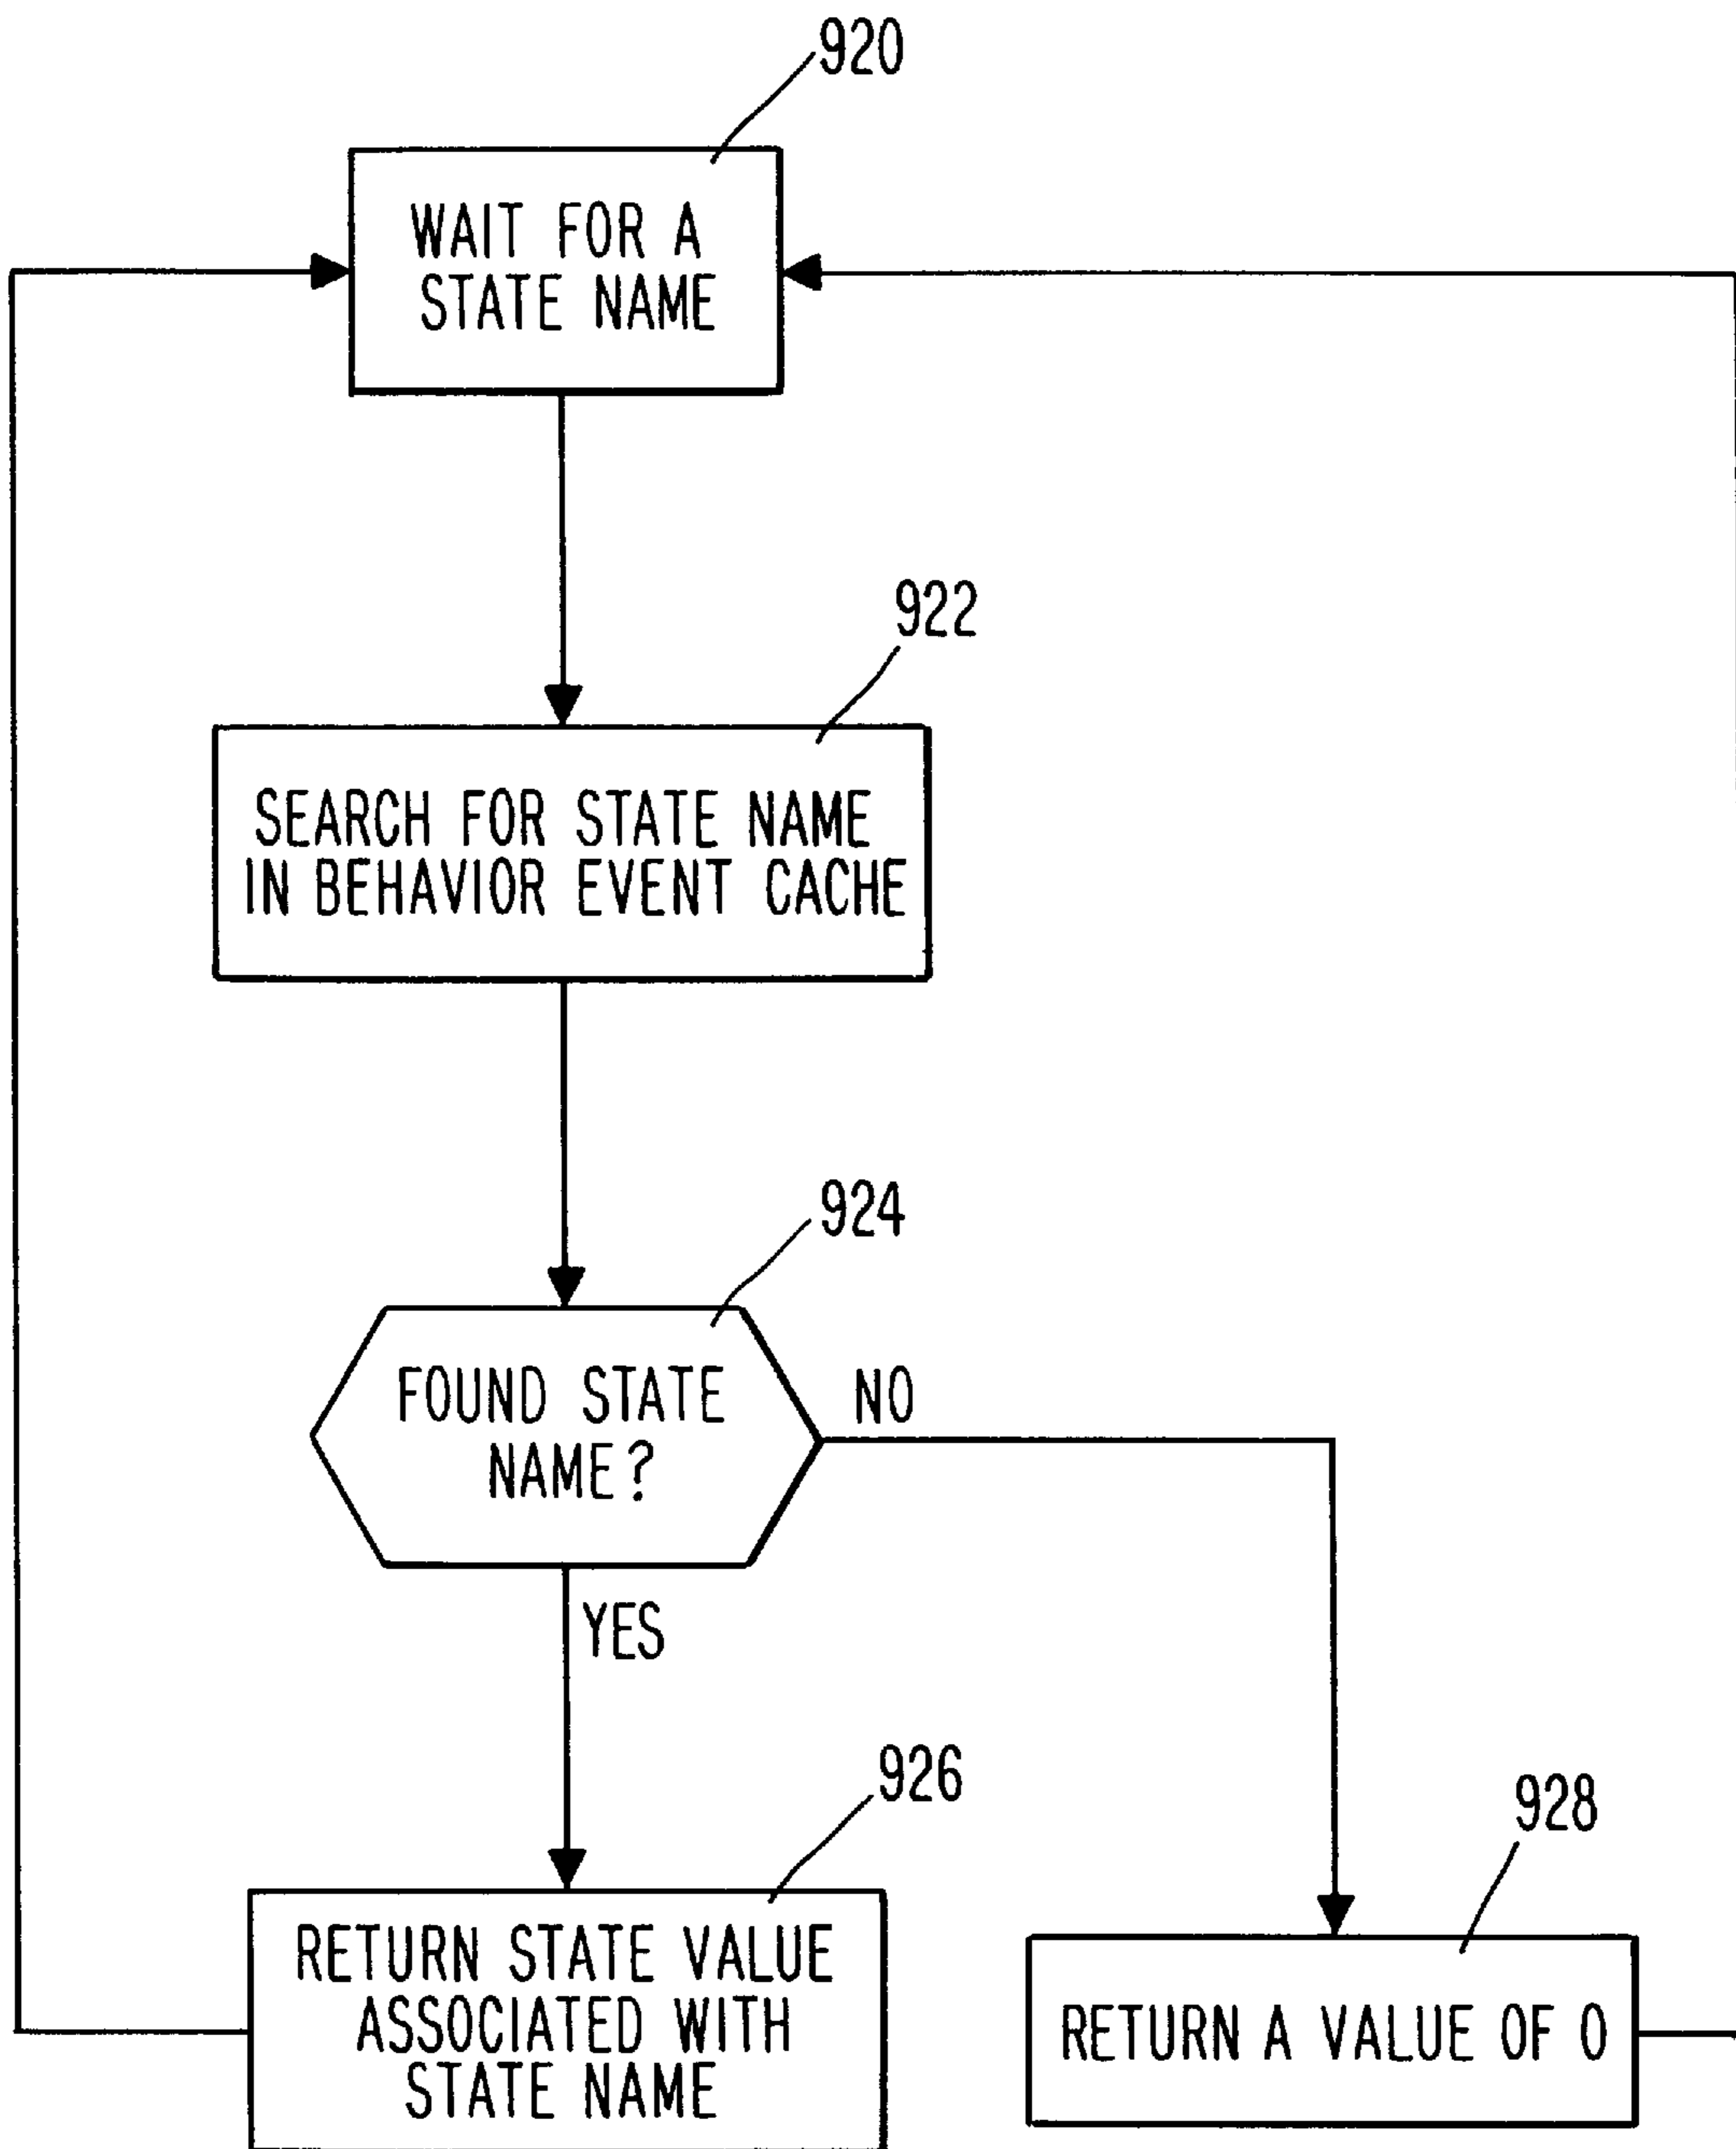 920
WAIT FOR A
STATE NAME
922
SEARCH FOR STATE NAME
IN BEHAVIOR EVENT CACHE
924
FOUND STATE
NAME?
NO
YES
926
RETURN STATE VALUE
ASSOCIATED WITH
STATE NAME
928
RETURN A VALUE OF 0